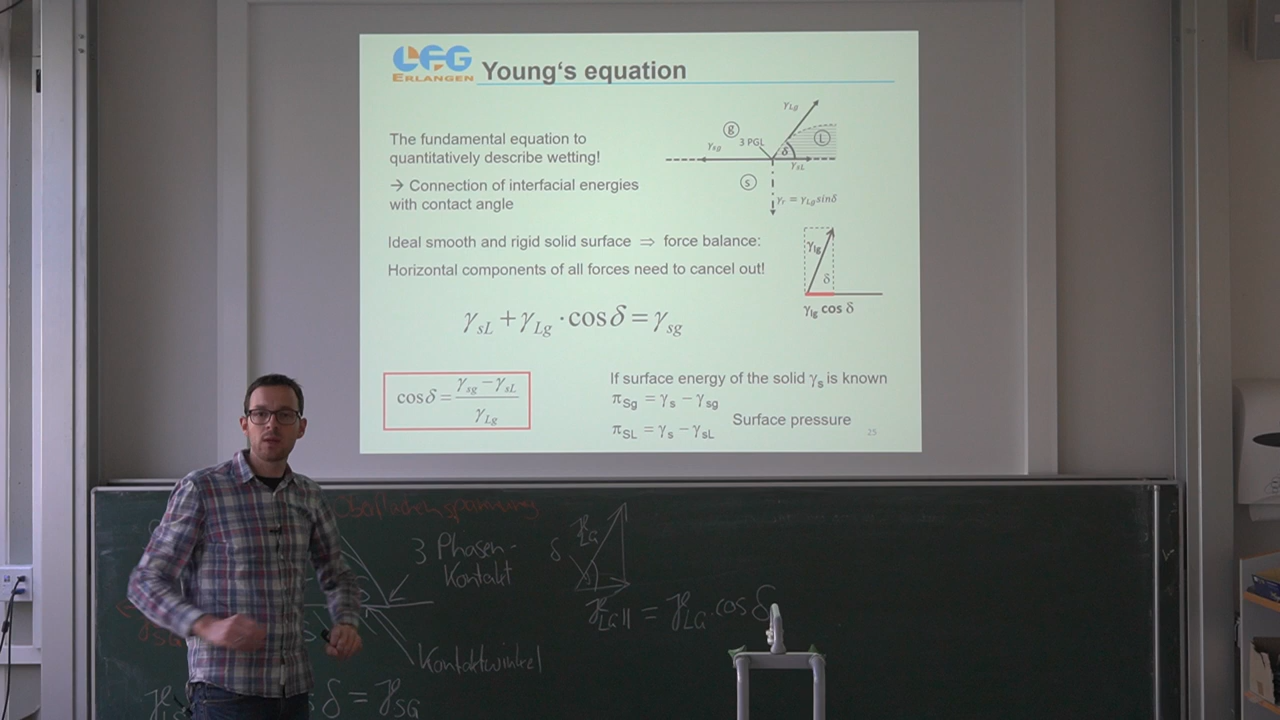 LFG
ERLANGEN
Young‘s equation
The fundamental equation to
quantitatively describe wetting!
→ Connection of interfacial energies
with contact angle
γLg
g
3 PGL
L
γsg
δ
γsL
s
γr = γLg sinδ
Ideal smooth and rigid solid surface ⇒ force balance:
Horizontal components of all forces need to cancel out!
γlg
δ
γlg cos δ
γsL + γLg · cos δ = γsg
cos δ = (γsg − γsL) / γLg
If surface energy of the solid γs is known
πSg = γs − γsg
πSL = γs − γsL
Surface pressure
25
Oberflächenspannung
3 Phasen-
Kontakt
δ
γLG
γLG || = γLG · cos δ
Kontaktwinkel
δ = γSG